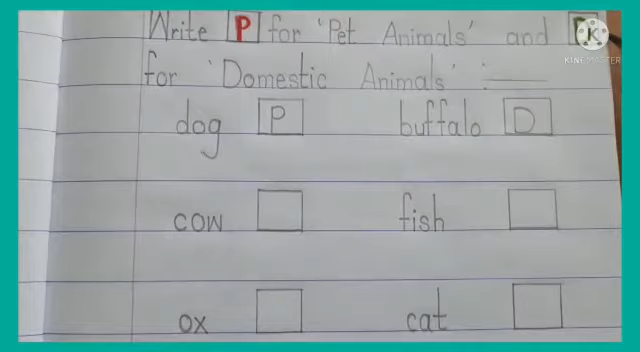 Write P for 'Pet Animals' and D
for 'Domestic Animals' :
dog P buffalo D
cow fish
ox cat
KINEMASTER